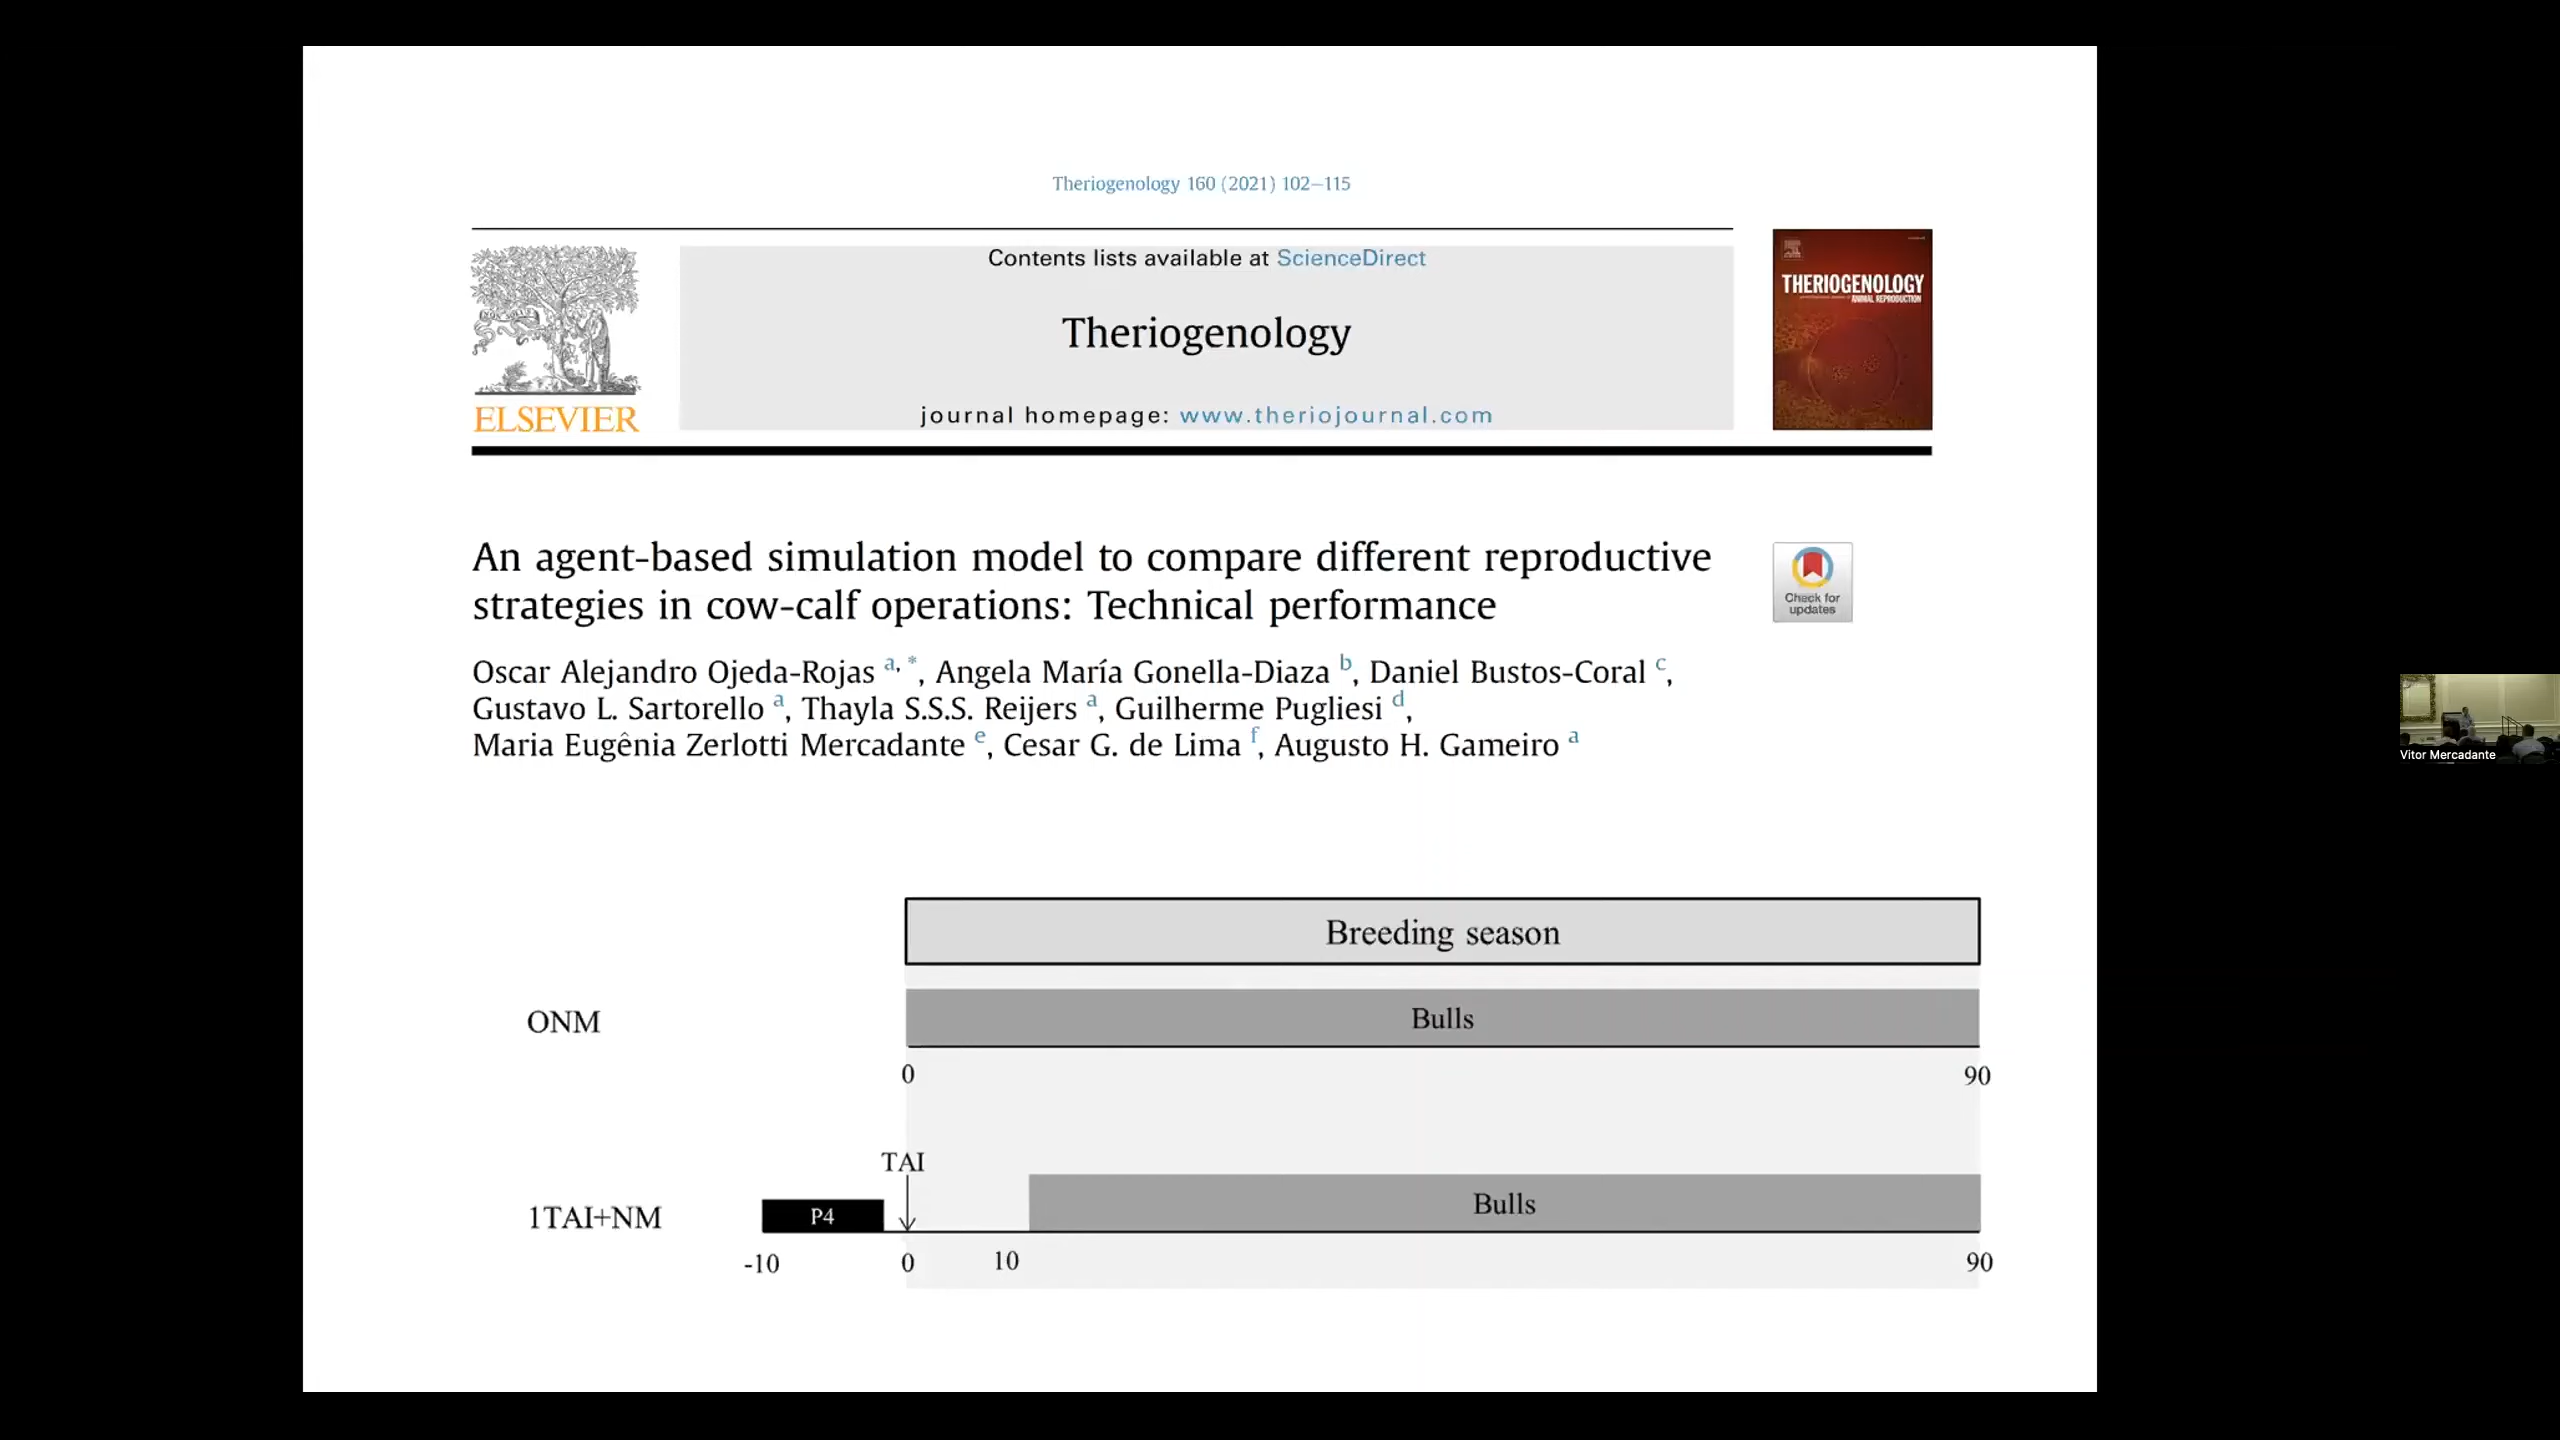 Theriogenology 160 (2021) 102–115
Contents lists available at ScienceDirect
Theriogenology
journal homepage: www.theriojournal.com
ELSEVIER
THERIOGENOLOGY
ANIMAL REPRODUCTION
An agent-based simulation model to compare different reproductive
strategies in cow-calf operations: Technical performance
Check for
updates
Oscar Alejandro Ojeda-Rojas a, *, Angela María Gonella-Diaza b, Daniel Bustos-Coral c,
Gustavo L. Sartorello a, Thayla S.S.S. Reijers a, Guilherme Pugliesi d,
Maria Eugênia Zerlotti Mercadante e, Cesar G. de Lima f, Augusto H. Gameiro a
Vitor Mercadante
Breeding season
ONM
Bulls
0
90
TAI
1TAI+NM
P4
Bulls
-10
0
10
90